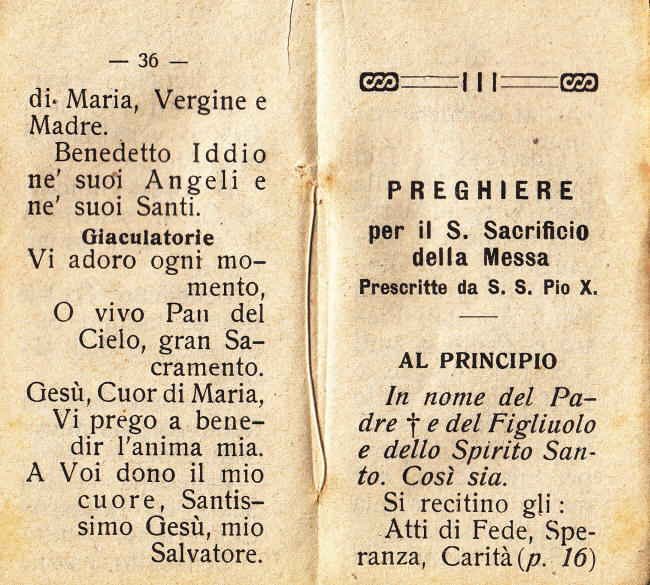 — 36 —
di Maria, Vergine e
Madre.
Benedetto Iddio
ne' suoi Angeli e
ne' suoi Santi.
Giaculatorie
Vi adoro ogni mo-
mento,
O vivo Pan del
Cielo, gran Sa-
cramento.
Gesù, Cuor di Maria,
Vi prego a bene-
dir l'anima mia.
A Voi dono il mio
cuore, Santis-
simo Gesù, mio
Salvatore.
PREGHIERE
per il S. Sacrificio
della Messa
Prescritte da S. S. Pio X.
AL PRINCIPIO
In nome del Pa-
dre † e del Figliuolo
e dello Spirito San-
to. Così sia.
Si recitino gli :
Atti di Fede, Spe-
ranza, Carità (p. 16)